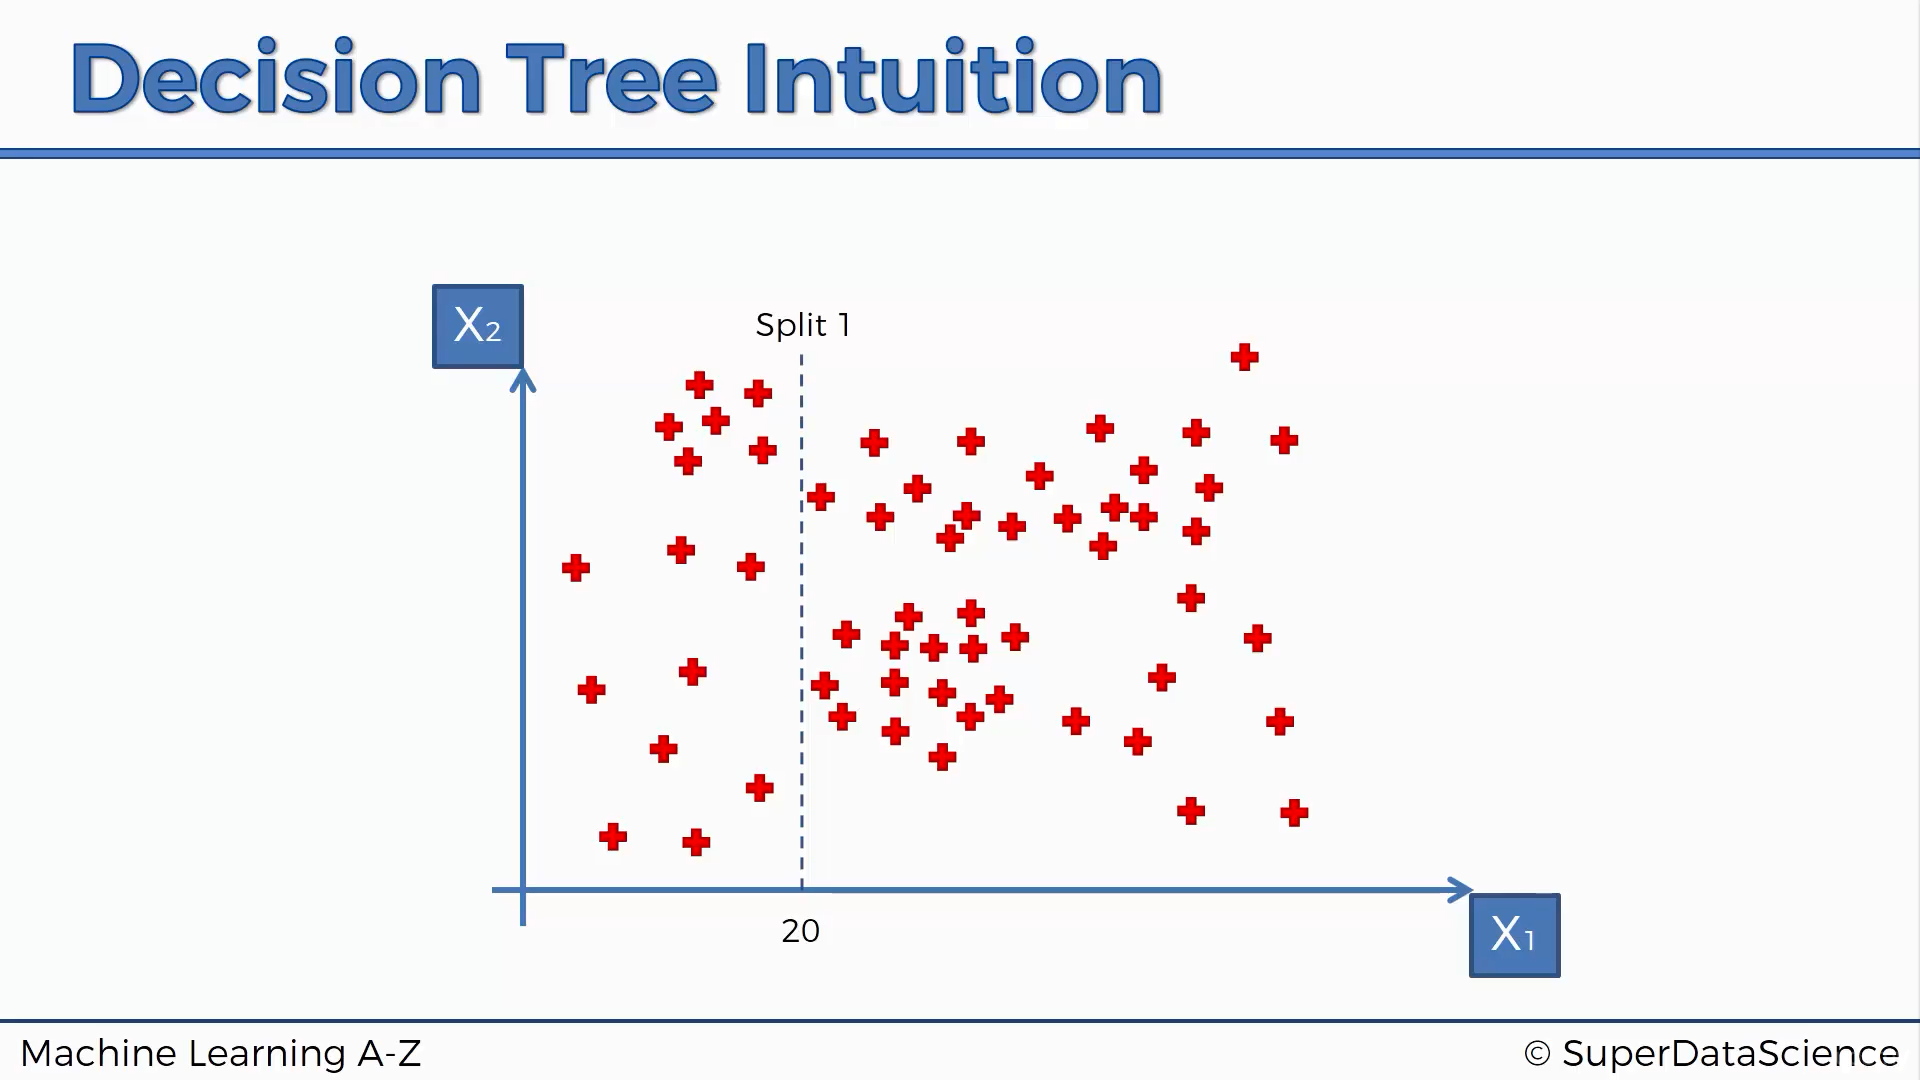 Decision Tree Intuition
X2
Split 1
20
X1
Machine Learning A-Z
© SuperDataScience